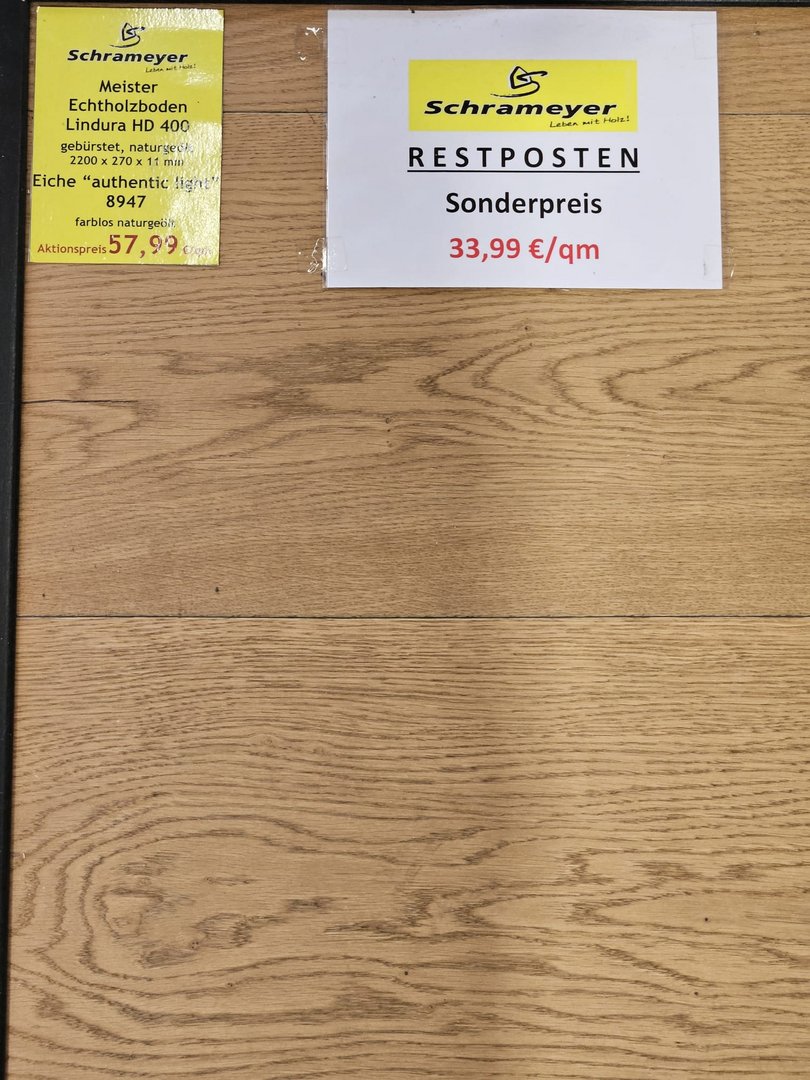 Schrameyer
Leben mit Holz!
Meister
Echtholzboden
Lindura HD 400
gebürstet, naturgeölt
2200 x 270 x 11 mm
Eiche “authentic light”
8947
farblos naturgeölt
Aktionspreis 57,99 €/qm
Schrameyer
Leben mit Holz!
RESTPOSTEN
Sonderpreis
33,99 €/qm